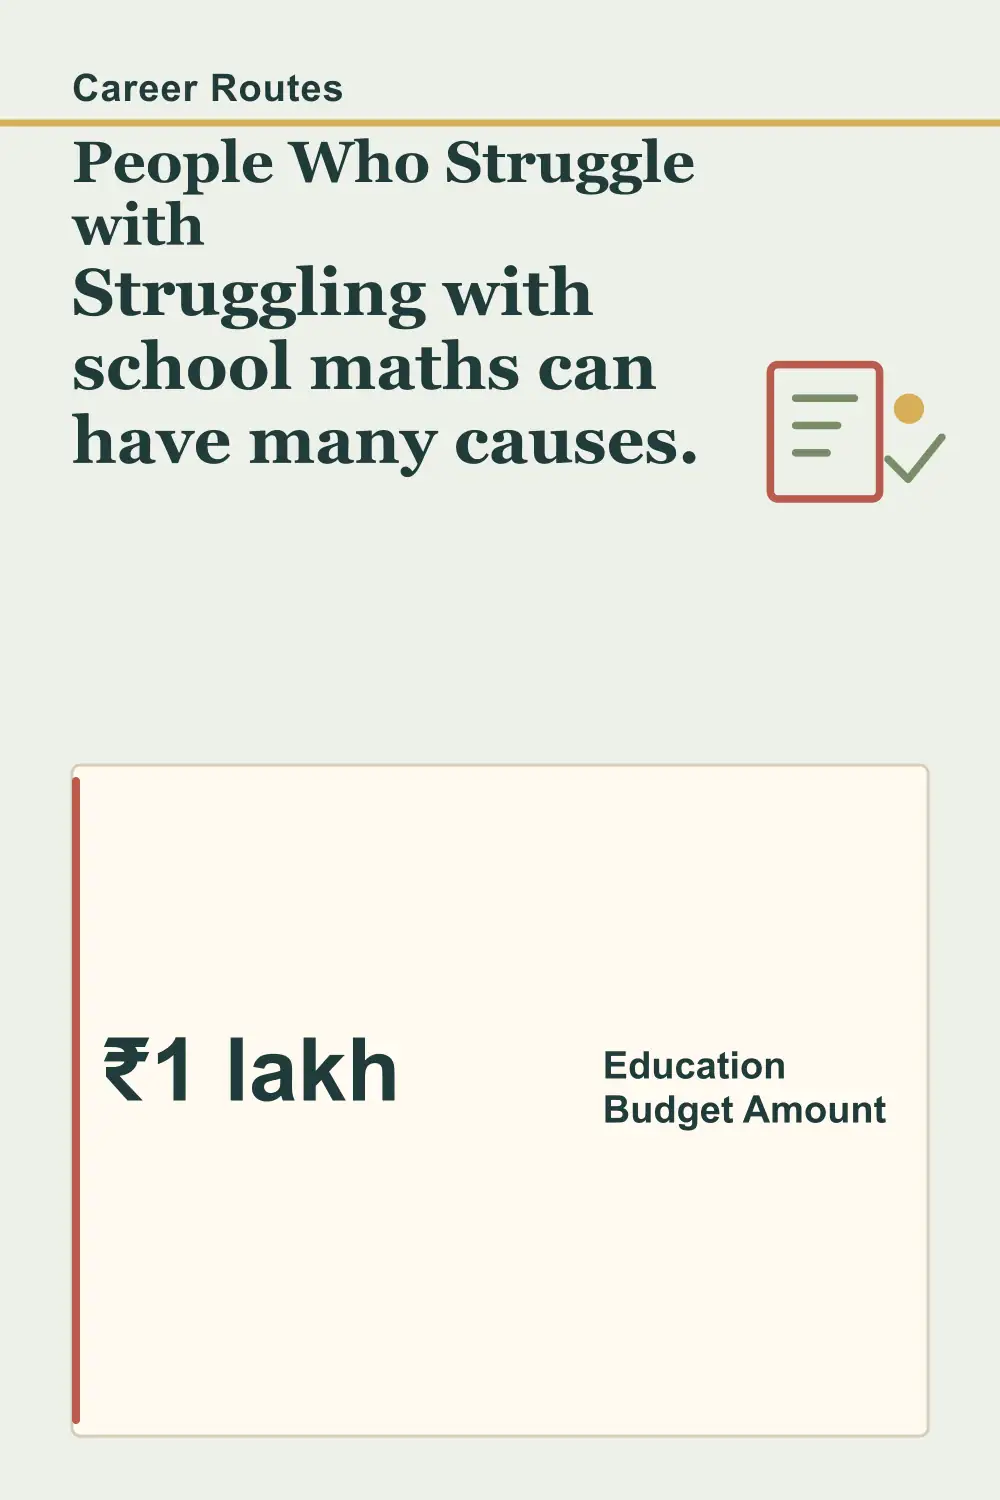 Career Routes
People Who Struggle
with
Struggling with
school maths can
have many causes.
₹1 lakh
Education
Budget Amount